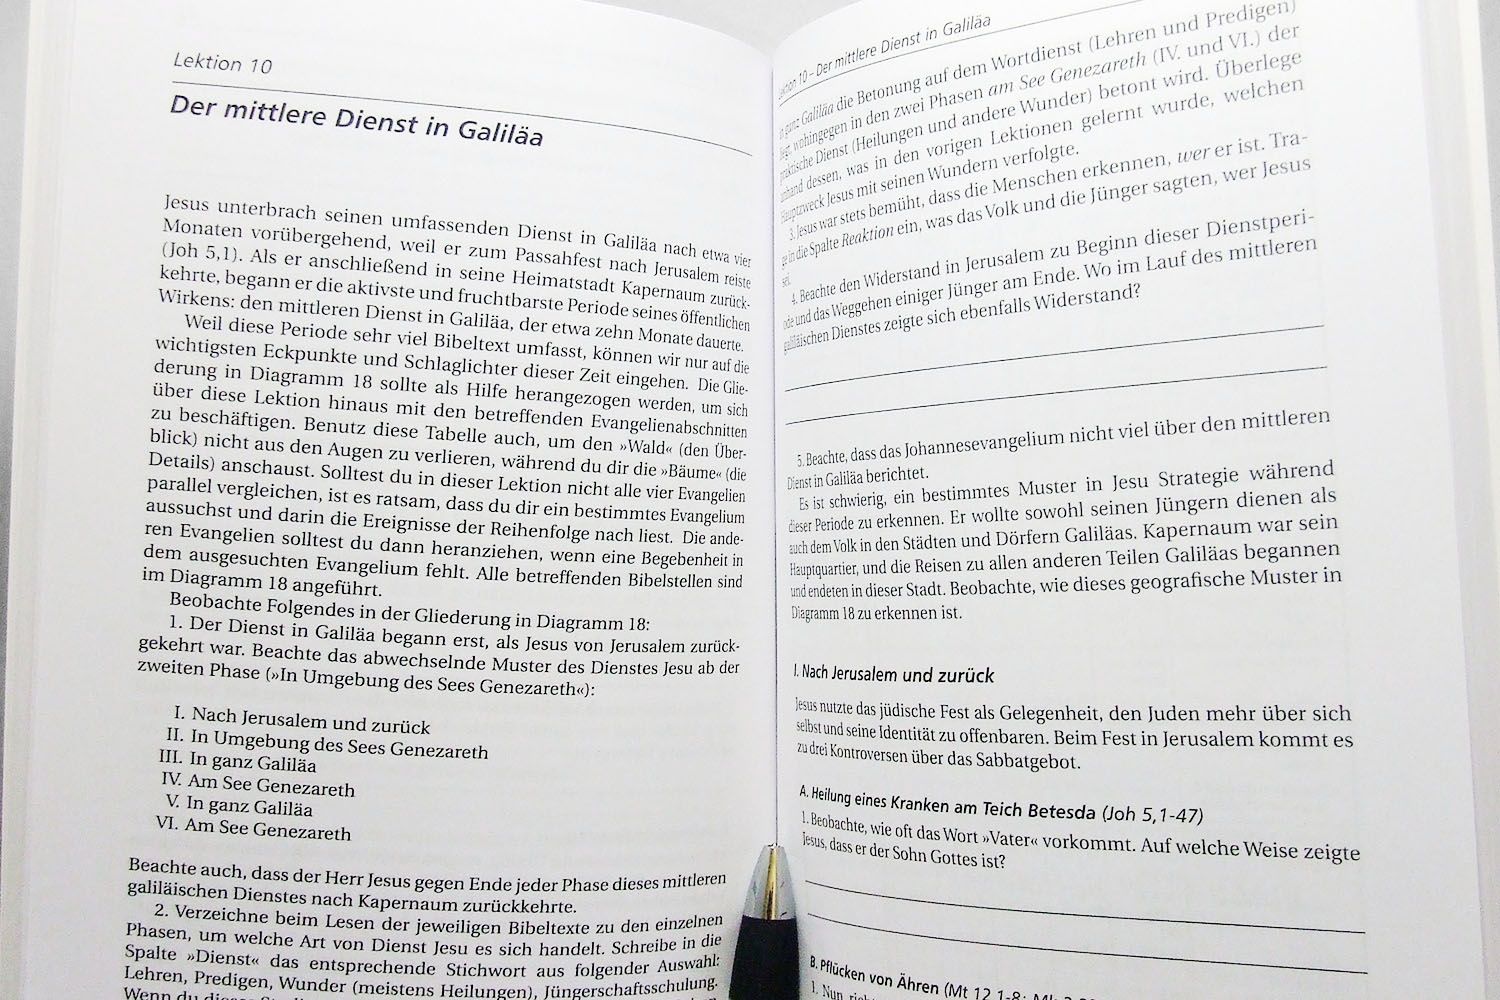 Lektion 10
Der mittlere Dienst in Galiläa
Jesus unterbrach seinen umfassenden Dienst in Galiläa nach etwa vier
Monaten vorübergehend, weil er zum Passahfest nach Jerusalem reiste
(Joh 5,1). Als er anschließend in seine Heimatstadt Kapernaum zurück-
kehrte, begann er die aktivste und fruchtbarste Periode seines öffentlichen
Wirkens: den mittleren Dienst in Galiläa, der etwa zehn Monate dauerte.
Weil diese Periode sehr viel Bibeltext umfasst, können wir nur auf die
wichtigsten Eckpunkte und Schlaglichter dieser Zeit eingehen. Die Glie-
derung in Diagramm 18 sollte als Hilfe herangezogen werden, um sich
über diese Lektion hinaus mit den betreffenden Evangelienabschnitten
zu beschäftigen. Benutz diese Tabelle auch, um den »Wald« (den Über-
blick) nicht aus den Augen zu verlieren, während du dir die »Bäume« (die
Details) anschaust. Solltest du in dieser Lektion nicht alle vier Evangelien
parallel vergleichen, ist es ratsam, dass du dir ein bestimmtes Evangelium
aussuchst und darin die Ereignisse der Reihenfolge nach liest. Die ande-
ren Evangelien solltest du dann heranziehen, wenn eine Begebenheit in
dem ausgesuchten Evangelium fehlt. Alle betreffenden Bibelstellen sind
im Diagramm 18 angeführt.
Beobachte Folgendes in der Gliederung in Diagramm 18:
1. Der Dienst in Galiläa begann erst, als Jesus von Jerusalem zurück-
gekehrt war. Beachte das abwechselnde Muster des Dienstes Jesu ab der
zweiten Phase (»In Umgebung des Sees Genezareth«):
I. Nach Jerusalem und zurück
II. In Umgebung des Sees Genezareth
III. In ganz Galiläa
IV. Am See Genezareth
V. In ganz Galiläa
VI. Am See Genezareth
Beachte auch, dass der Herr Jesus gegen Ende jeder Phase dieses mittleren
galiläischen Dienstes nach Kapernaum zurückkehrte.
2. Verzeichne beim Lesen der jeweiligen Bibeltexte zu den einzelnen
Phasen, um welche Art von Dienst Jesu es sich handelt. Schreibe in die
Spalte »Dienst« das entsprechende Stichwort aus folgender Auswahl:
Lehren, Predigen, Wunder (meistens Heilungen), Jüngerschaftsschulung.
Wenn du
Lektion 10 – Der mittlere Dienst in Galiläa
in ganz Galiläa die Betonung auf dem Wortdienst (Lehren und Predigen)
liegt, wohingegen in den zwei Phasen am See Genezareth (IV. und VI.) der
praktische Dienst (Heilungen und andere Wunder) betont wird. Überlege
anhand dessen, was in den vorigen Lektionen gelernt wurde, welchen
Hauptzweck Jesus mit seinen Wundern verfolgte.
3. Jesus war stets bemüht, dass die Menschen erkennen, wer er ist. Tra-
ge in die Spalte Reaktion ein, was das Volk und die Jünger sagten, wer Jesus
sei.
4. Beachte den Widerstand in Jerusalem zu Beginn dieser Dienstperi-
ode und das Weggehen einiger Jünger am Ende. Wo im Lauf des mittleren
galiläischen Dienstes zeigte sich ebenfalls Widerstand?
5. Beachte, dass das Johannesevangelium nicht viel über den mittleren
Dienst in Galiläa berichtet.
Es ist schwierig, ein bestimmtes Muster in Jesu Strategie während
dieser Periode zu erkennen. Er wollte sowohl seinen Jüngern dienen als
auch dem Volk in den Städten und Dörfern Galiläas. Kapernaum war sein
Hauptquartier, und die Reisen zu allen anderen Teilen Galiläas begannen
und endeten in dieser Stadt. Beobachte, wie dieses geografische Muster in
Diagramm 18 zu erkennen ist.
I. Nach Jerusalem und zurück
Jesus nutzte das jüdische Fest als Gelegenheit, den Juden mehr über sich
selbst und seine Identität zu offenbaren. Beim Fest in Jerusalem kommt es
zu drei Kontroversen über das Sabbatgebot.
A. Heilung eines Kranken am Teich Betesda (Joh 5,1-47)
1. Beobachte, wie oft das Wort »Vater« vorkommt. Auf welche Weise zeigte
Jesus, dass er der Sohn Gottes ist?
B. Pflücken von Ähren (Mt 12,1-8;
1. Nun